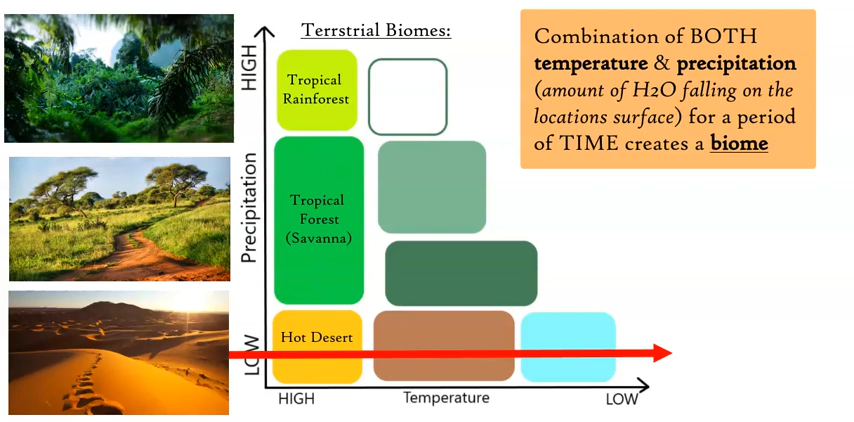 Terrstrial Biomes:
HIGH
Precipitation
LOW
Tropical
Rainforest
Tropical
Forest
(Savanna)
Hot Desert
HIGH
Temperature
LOW
Combination of BOTH
temperature & precipitation
(amount of H2O falling on the
locations surface) for a period
of TIME creates a biome